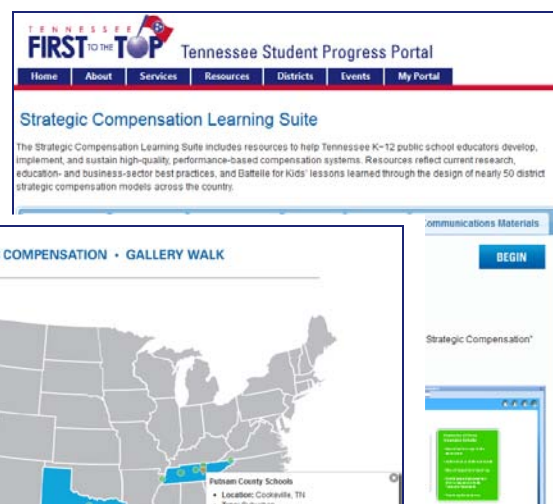 TENNESSEE
FIRST TO THE TOP
Tennessee Student Progress Portal
Home About Services Resources Districts Events My Portal
Strategic Compensation Learning Suite
The Strategic Compensation Learning Suite includes resources to help Tennessee K–12 public school educators develop,
implement, and sustain high-quality, performance-based compensation systems. Resources reflect current research,
education- and business-sector best practices, and Battelle for Kids' lessons learned through the design of nearly 50 district
strategic compensation models across the country.
Communications Materials
COMPENSATION • GALLERY WALK
BEGIN
Strategic Compensation"
Putnam County Schools
• Location: Cookeville, TN